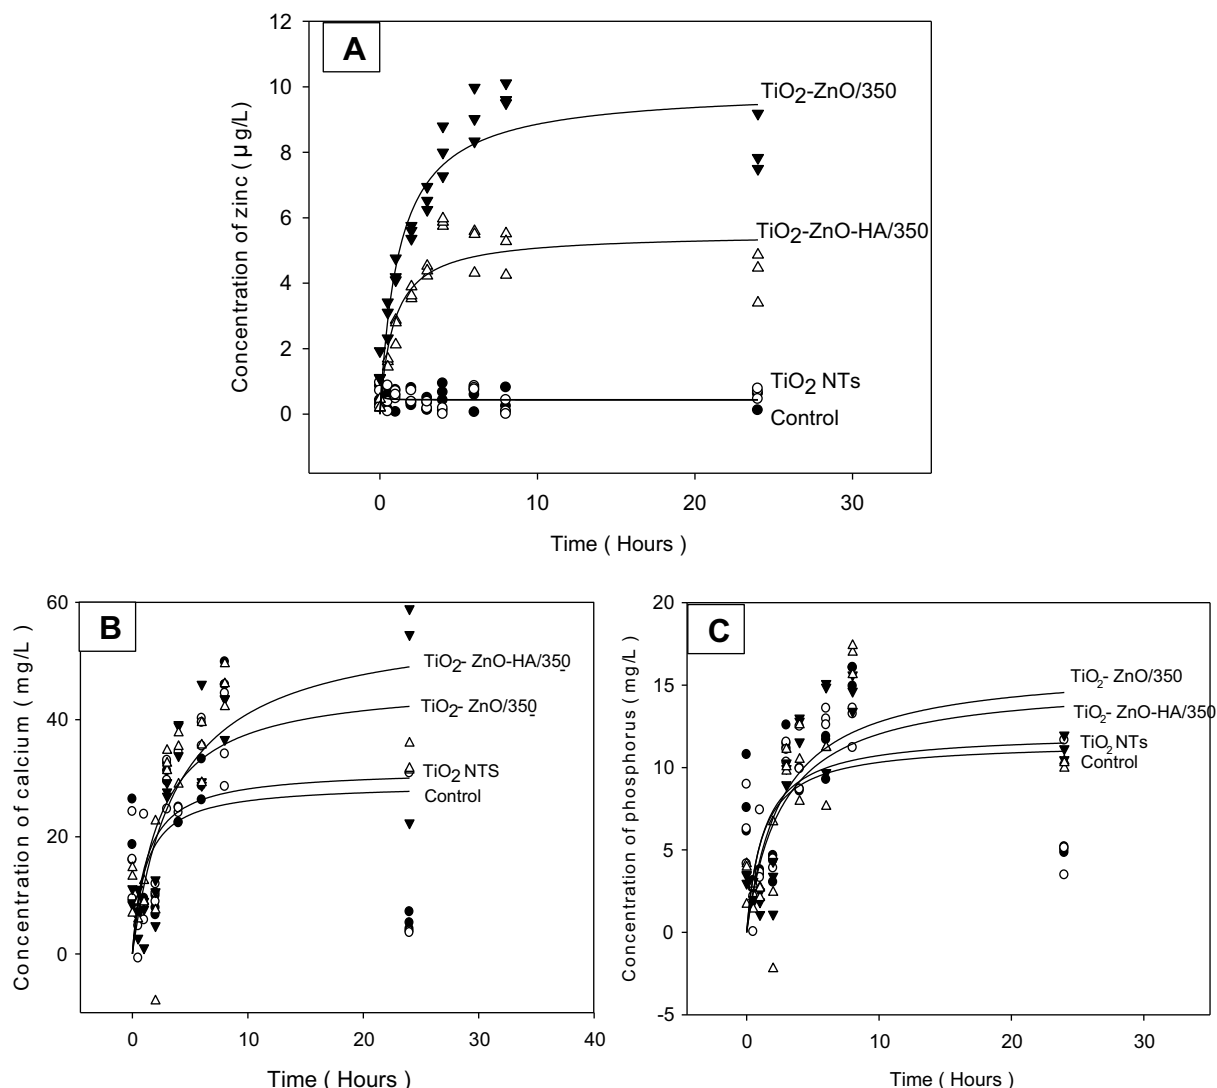 A
12
10
8
6
4
2
0
Concentration of zinc ( µg/L )
TiO2-ZnO/350
TiO2-ZnO-HA/350
TiO2 NTs
Control
0 10 20 30
Time ( Hours )
B
60
40
20
0
Concentration of calcium ( mg/L )
TiO2- ZnO-HA/350
TiO2- ZnO/350
TiO2 NTS
Control
0 10 20 30 40
Time ( Hours )
C
20
15
10
5
0
-5
Concentration of phosphorus ( mg/L )
TiO2- ZnO/350
TiO2- ZnO-HA/350
TiO2 NTs
Control
0 10 20 30
Time ( Hours )